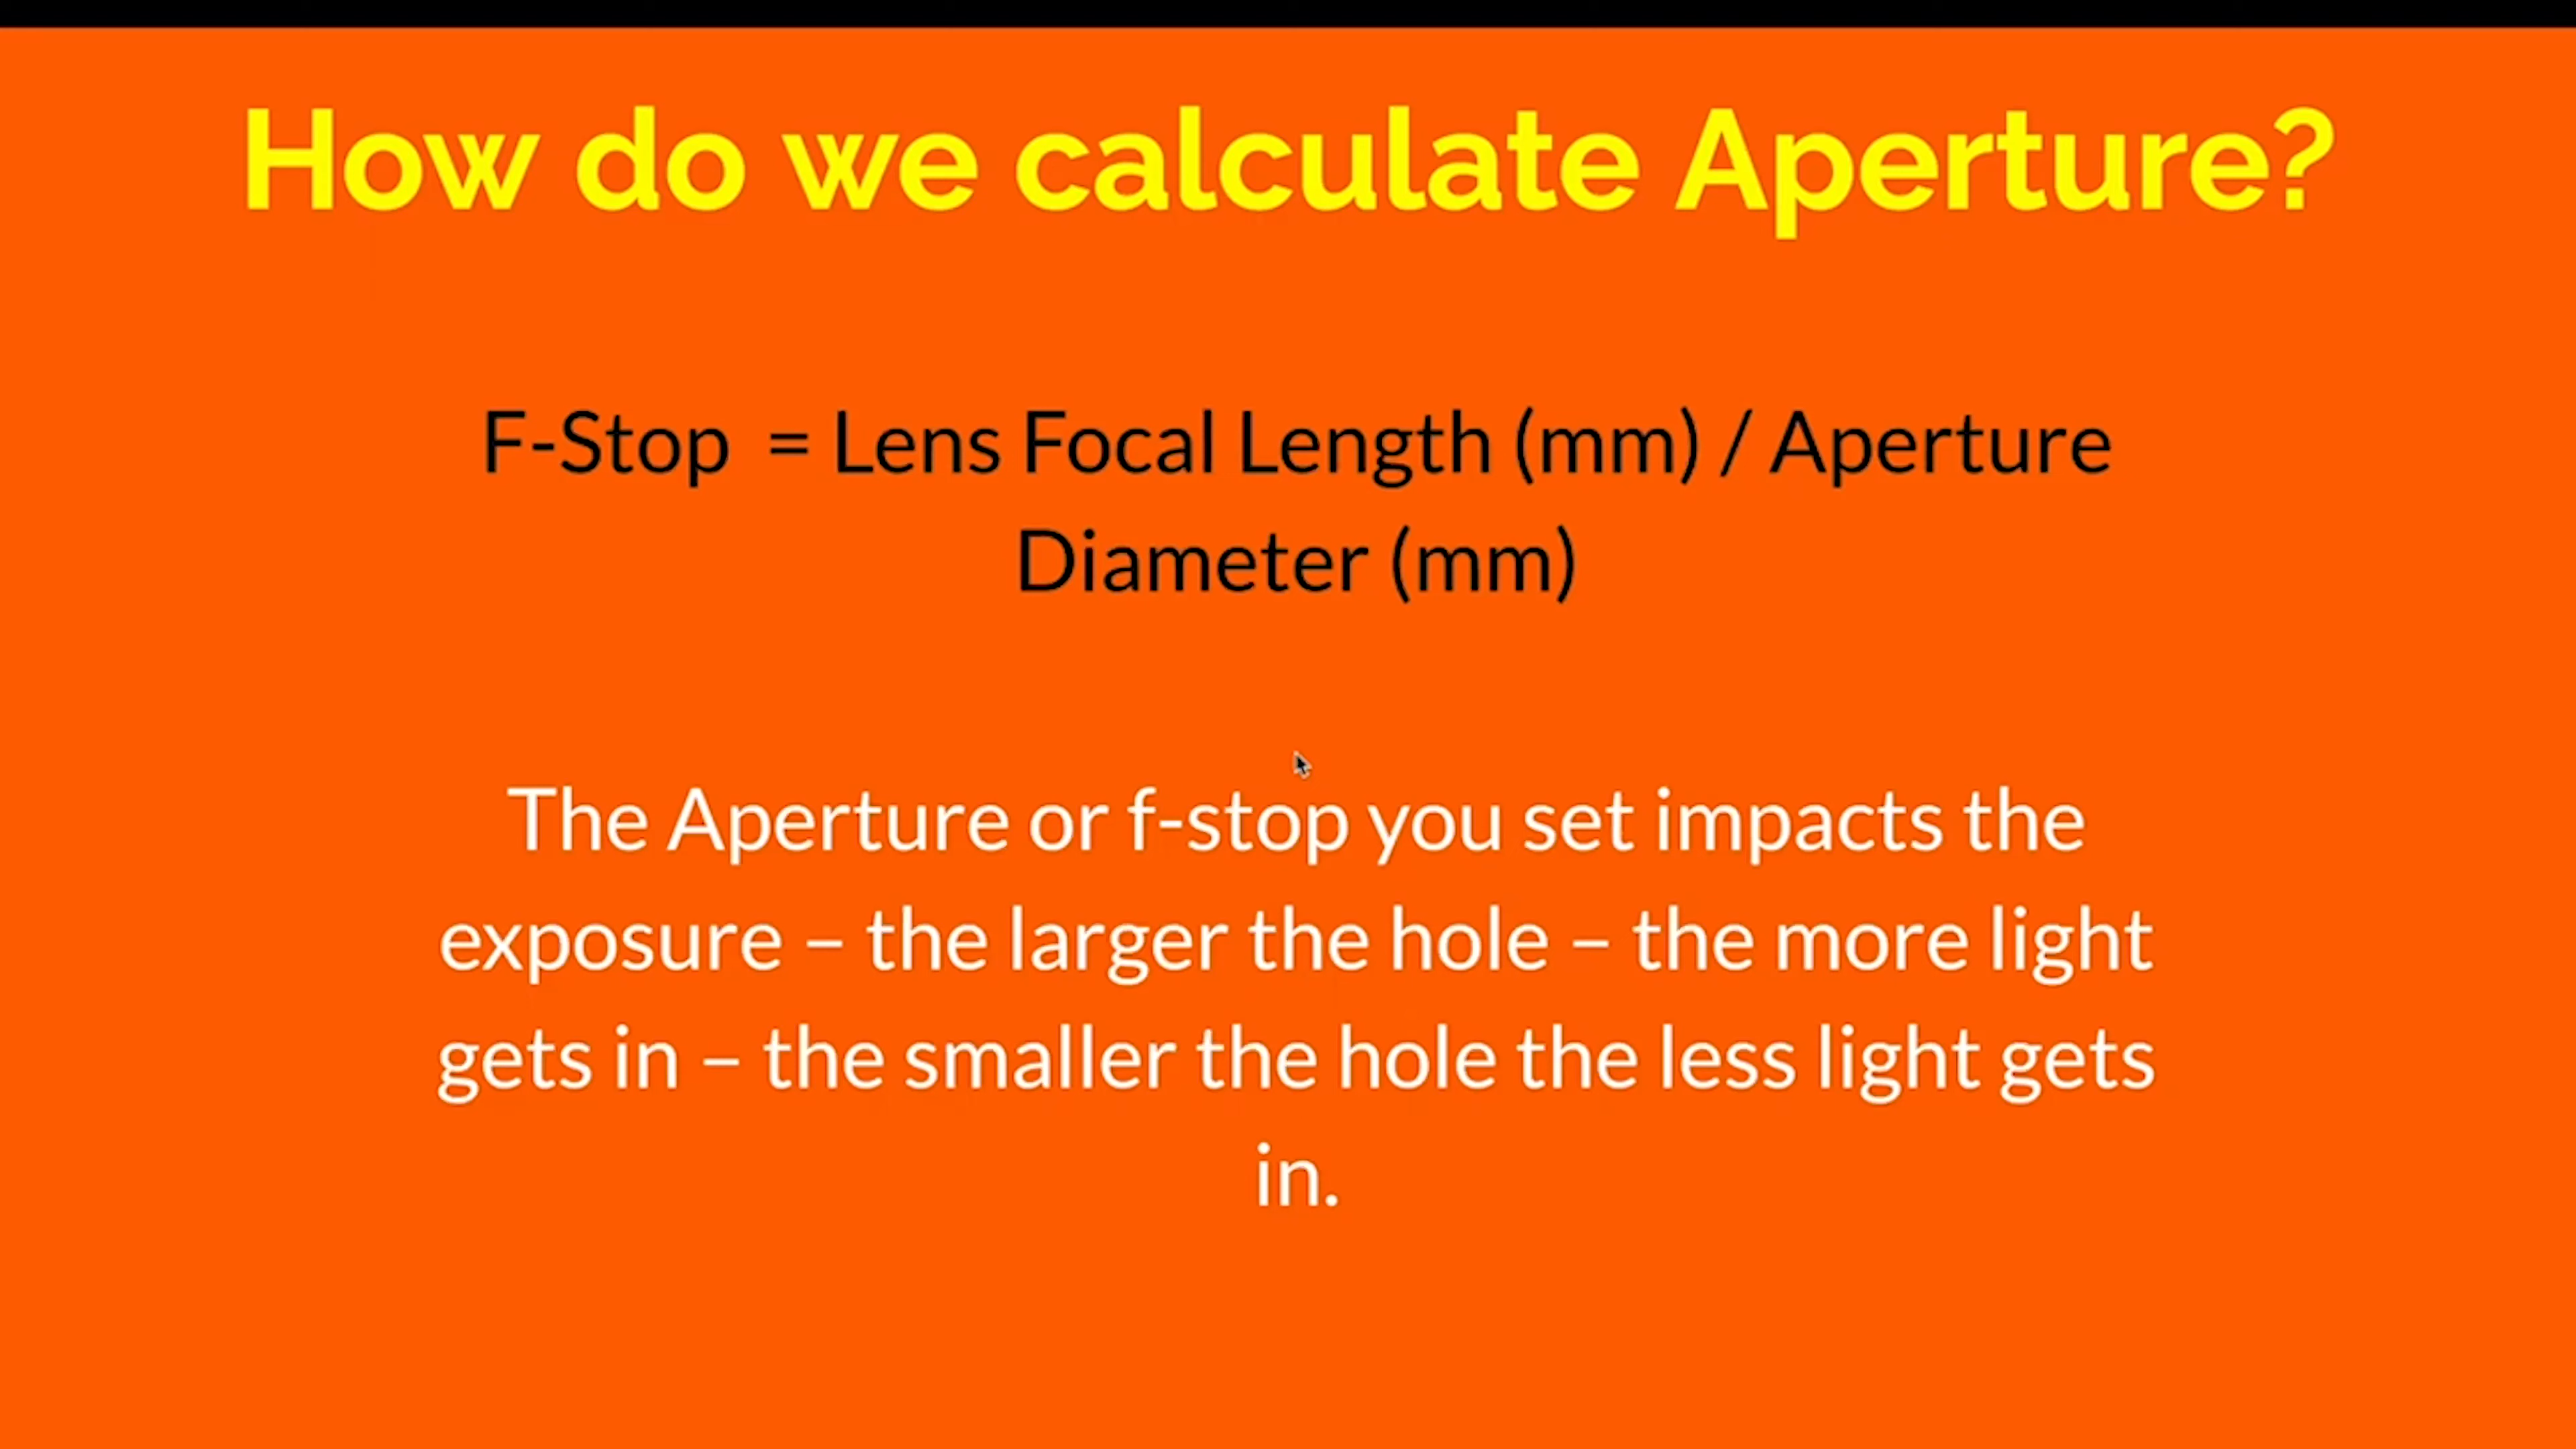 How do we calculate Aperture?
F-Stop = Lens Focal Length (mm) / Aperture
Diameter (mm)
The Aperture or f-stop you set impacts the
exposure – the larger the hole – the more light
gets in – the smaller the hole the less light gets
in.